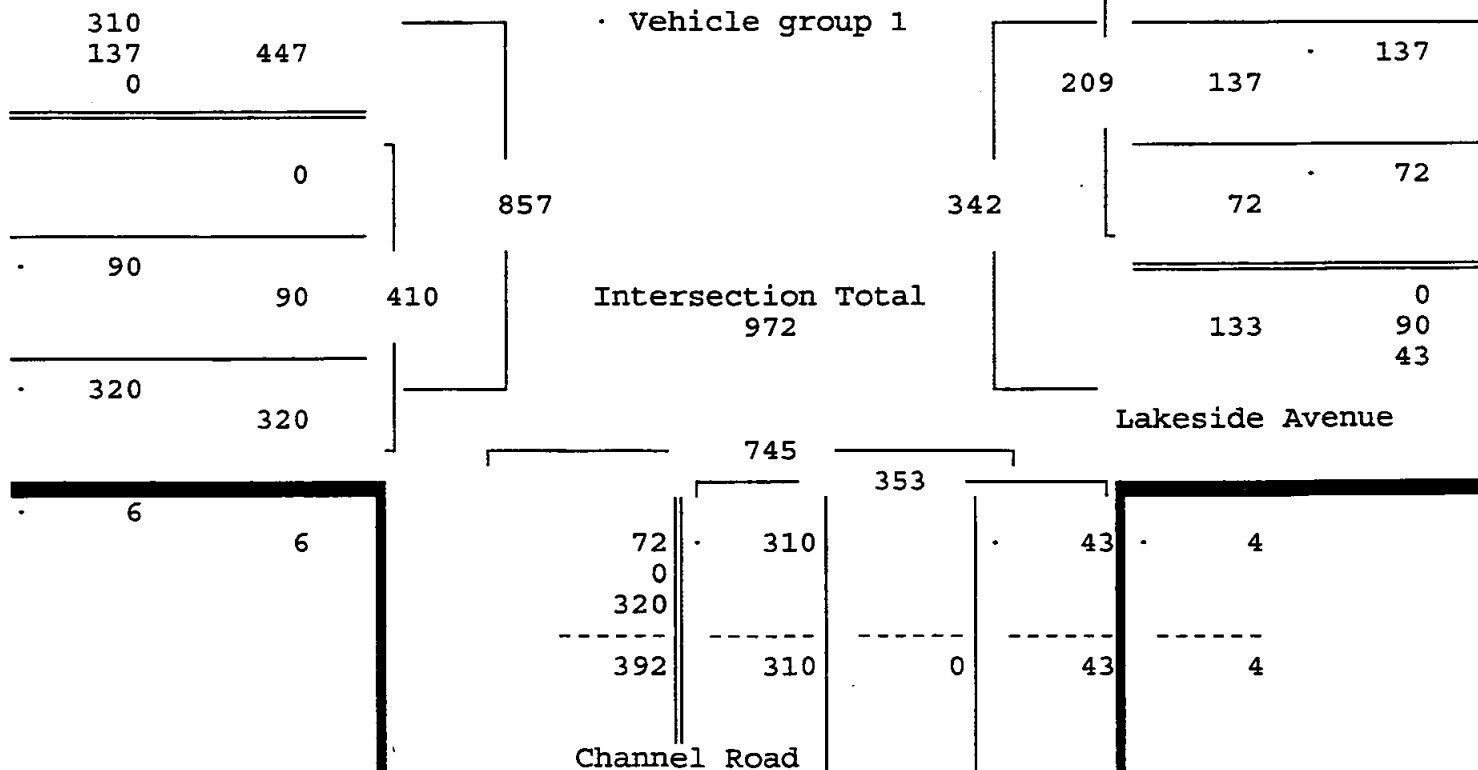 310 · Vehicle group 1
137 447 · 137
0 209 137
0 · 72
857 342 72
· 90
90 410 Intersection Total 0
972 133 90
43
· 320
320 Lakeside Avenue
745
353
· 6
6 72 · 310 · 43 · 4
0
320
------ ------ ------ ------ ------
392 310 0 43 4
Channel Road